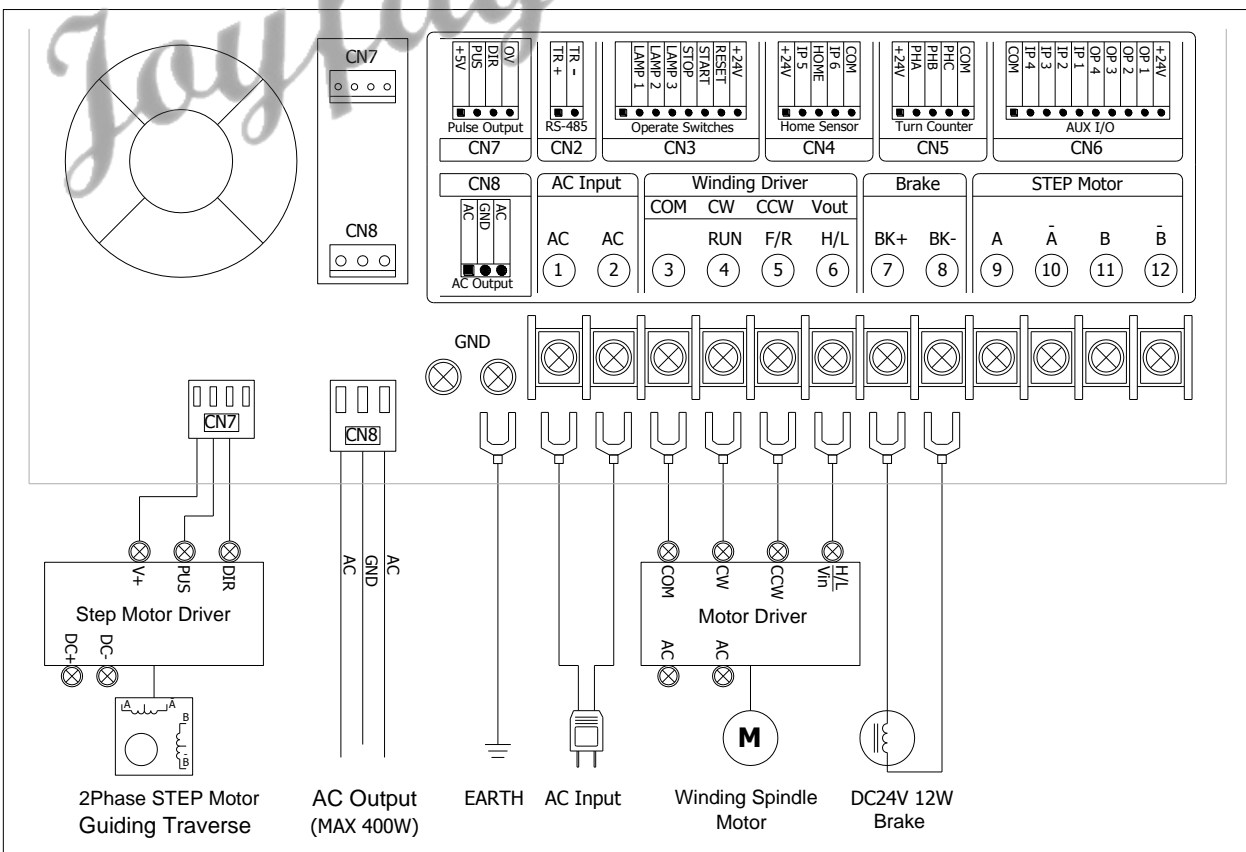 Joyfay
CN7
CN8
+5V
PUS
DIR
OV
Pulse Output
CN7
TR +
TR -
RS-485
CN2
LAMP 1
LAMP 2
LAMP 3
STOP
START
RESET
+24V
Operate Switches
CN3
+24V
IP 5
HOME
IP 6
COM
Home Sensor
CN4
+24V
PHA
PHB
PHC
COM
Turn Counter
CN5
COM
IP 4
IP 3
IP 2
IP 1
OP 4
OP 3
OP 2
OP 1
+24V
AUX I/O
CN6
CN8
AC
GND
AC
AC Output
AC Input
AC AC
1 2
Winding Driver
COM CW CCW Vout
RUN F/R H/L
3 4 5 6
Brake
BK+ BK-
7 8
STEP Motor
A Ā B B̄
9 10 11 12
GND
CN7
CN8
V+
PUS
DIR
Step Motor Driver
DC+
DC-
A Ā
B
B̄
2Phase STEP Motor
Guiding Traverse
AC
GND
AC
AC Output
(MAX 400W)
EARTH
AC Input
COM
CW
CCW
H/L
Vin
Motor Driver
AC
AC
M
Winding Spindle
Motor
DC24V 12W
Brake